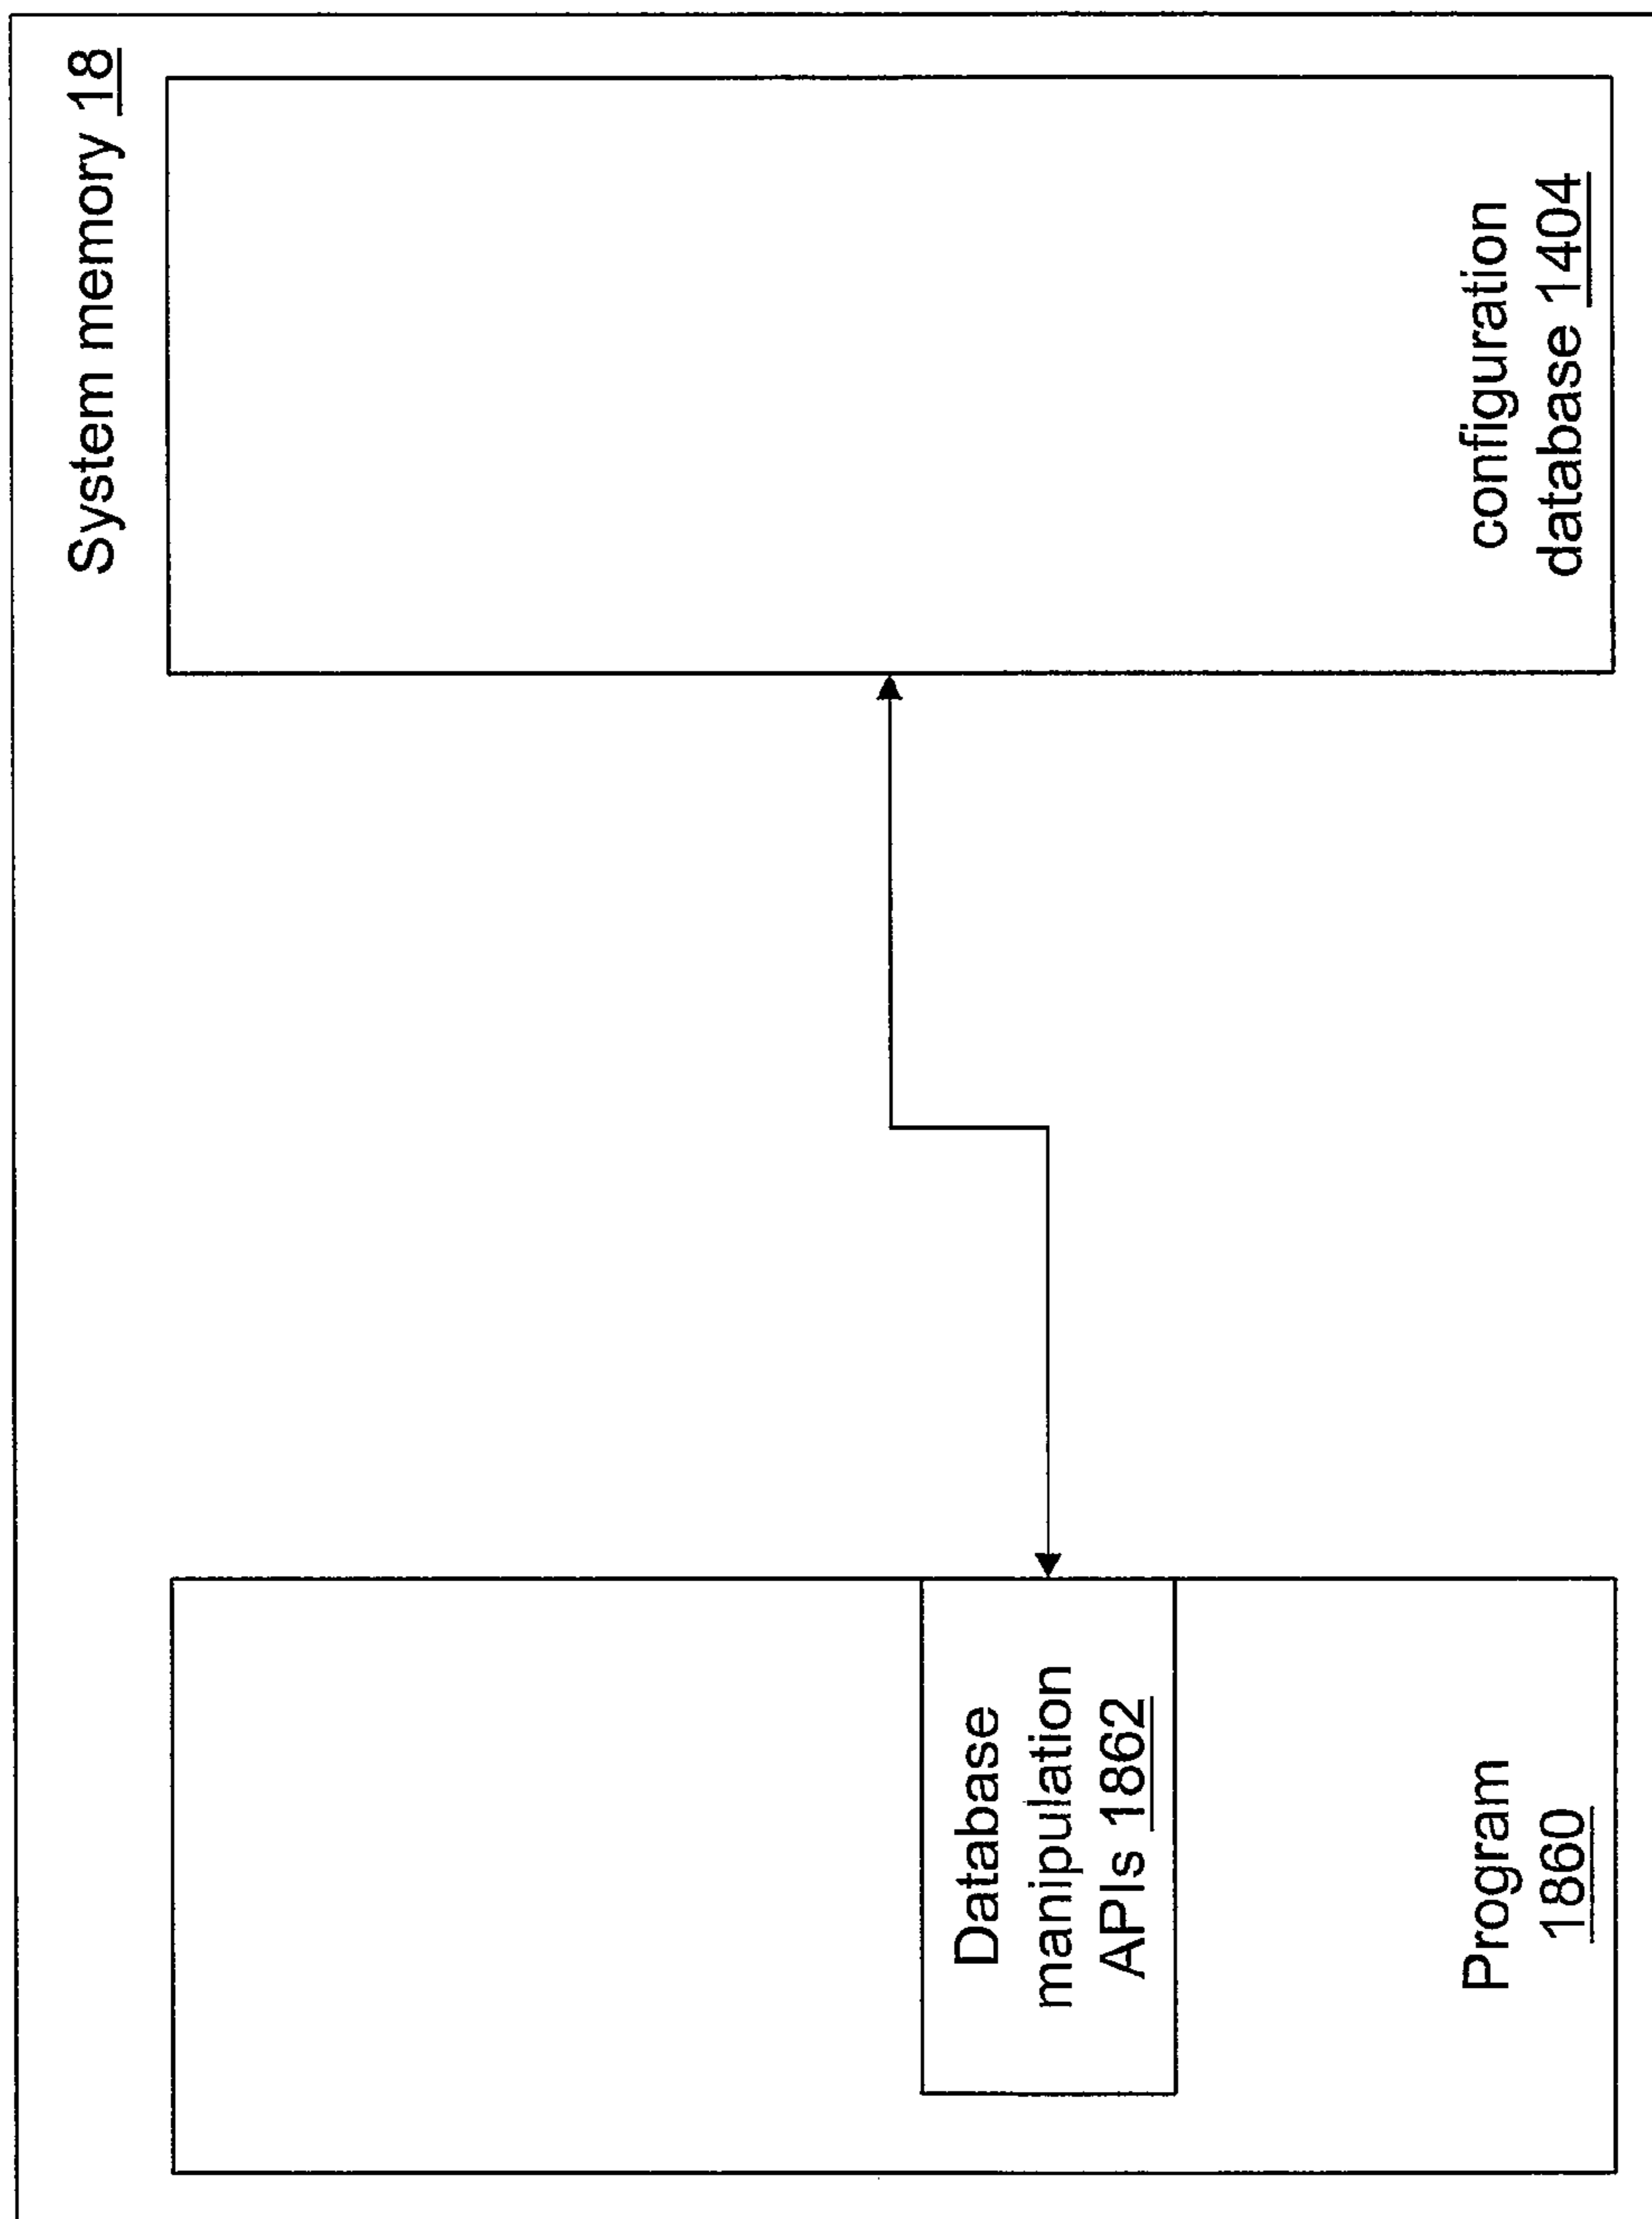 System memory 18
Database
manipulation
APIs 1862
Program
1860
configuration
database 1404